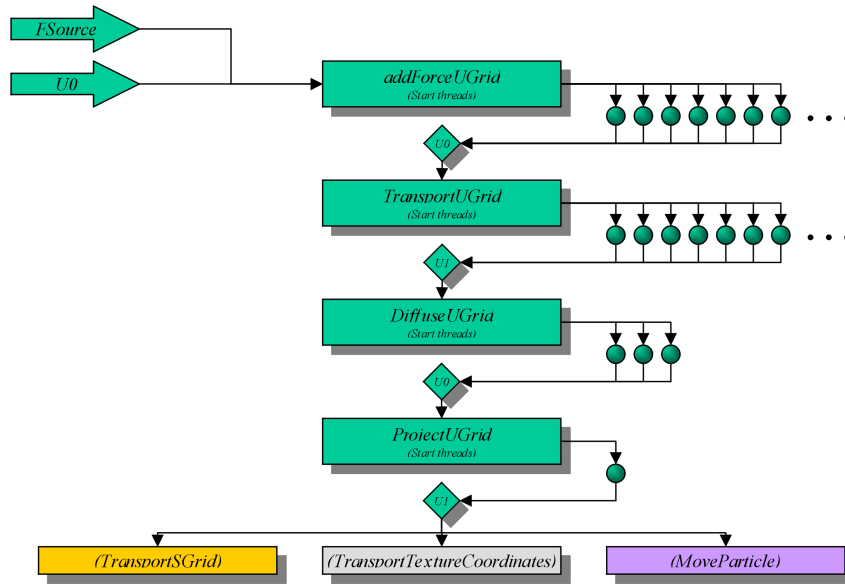 FSource
U0
addForceUGrid
(Start threads)
. . .
U0
TransportUGrid
(Start threads)
. . .
U1
DiffuseUGrid
(Start threads)
U0
ProjectUGrid
(Start threads)
U1
(TransportSGrid)
(TransportTextureCoordinates)
(MoveParticle)